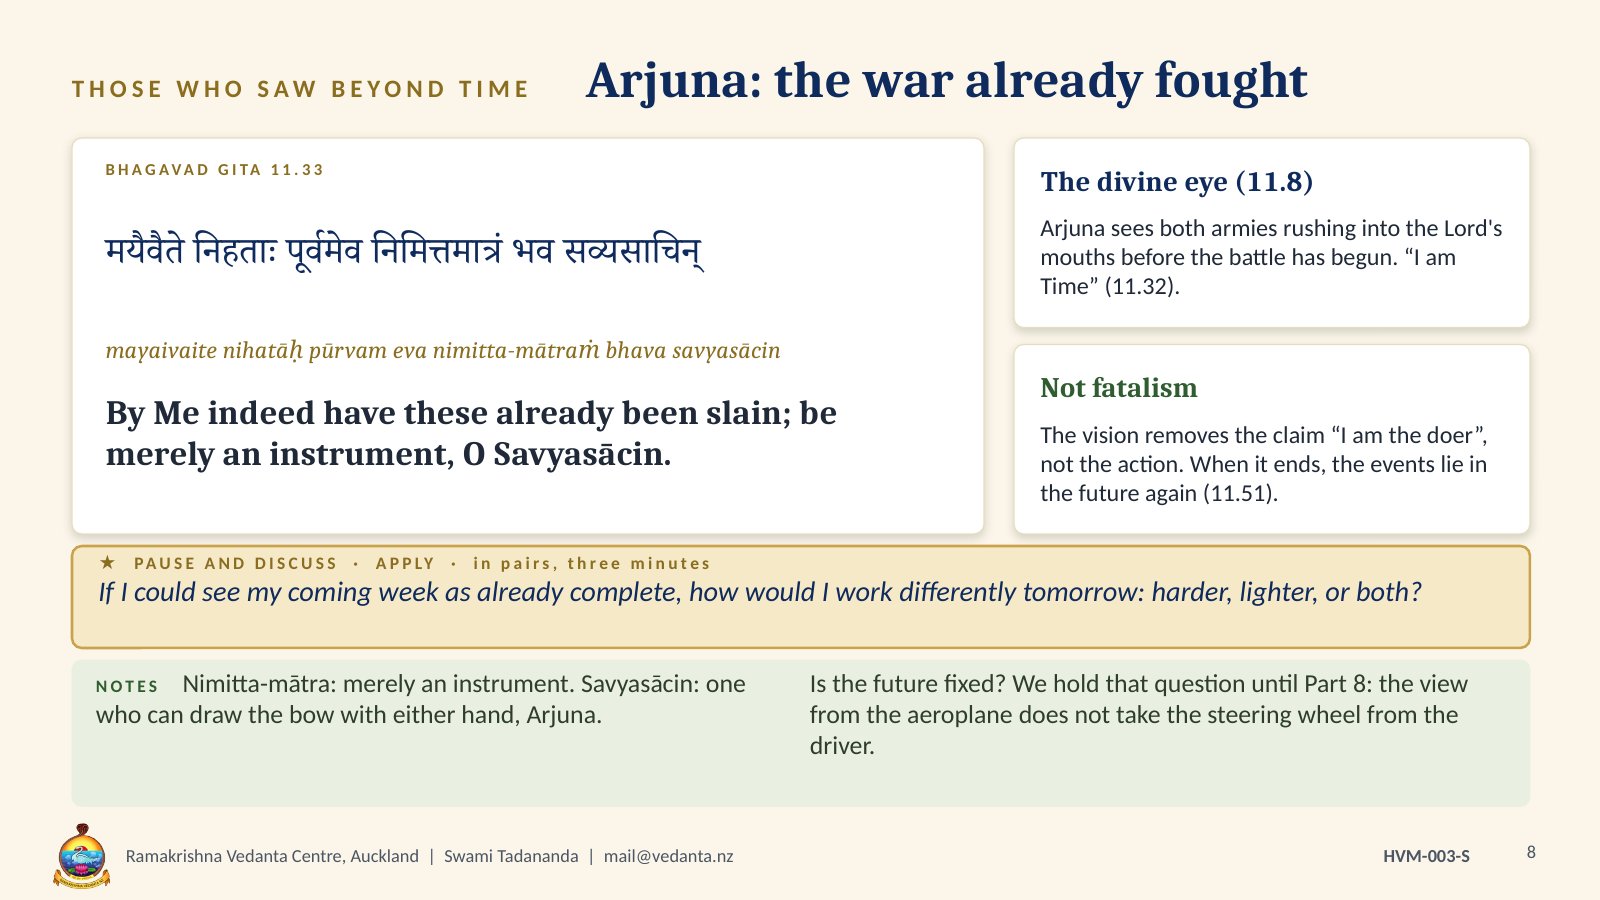 THOSE WHO SAW BEYOND TIME
Arjuna: the war already fought
BHAGAVAD GITA 11.33
मयैवैते निहताः पूर्वमेव निमित्तमात्रं भव सव्यसाचिन्
mayaivaite nihatāḥ pūrvam eva nimitta-mātraṁ bhava savyasācin
By Me indeed have these already been slain; be
merely an instrument, O Savyasācin.
The divine eye (11.8)
Arjuna sees both armies rushing into the Lord's
mouths before the battle has begun. “I am
Time” (11.32).
Not fatalism
The vision removes the claim “I am the doer”,
not the action. When it ends, the events lie in
the future again (11.51).
★ PAUSE AND DISCUSS · APPLY · in pairs, three minutes
If I could see my coming week as already complete, how would I work differently tomorrow: harder, lighter, or both?
NOTES Nimitta-mātra: merely an instrument. Savyasācin: one
who can draw the bow with either hand, Arjuna.
Is the future fixed? We hold that question until Part 8: the view
from the aeroplane does not take the steering wheel from the
driver.
Ramakrishna Vedanta Centre, Auckland | Swami Tadananda | mail@vedanta.nz
HVM-003-S
8